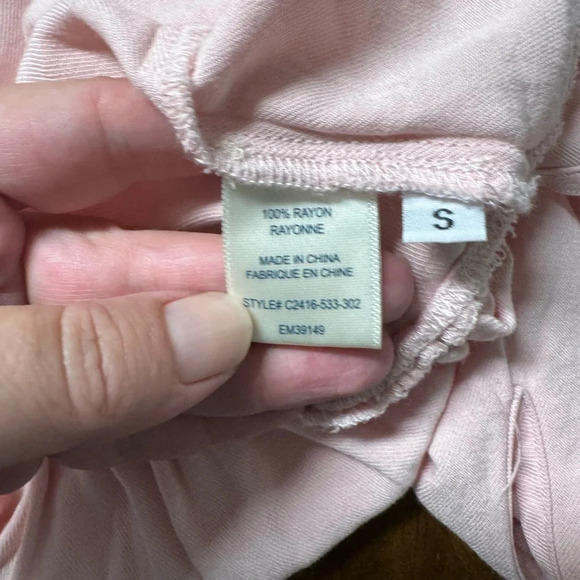 100% RAYON
RAYONNE
MADE IN CHINA
FABRIQUE EN CHINE
STYLE# C2416-533-302
EM39149
S